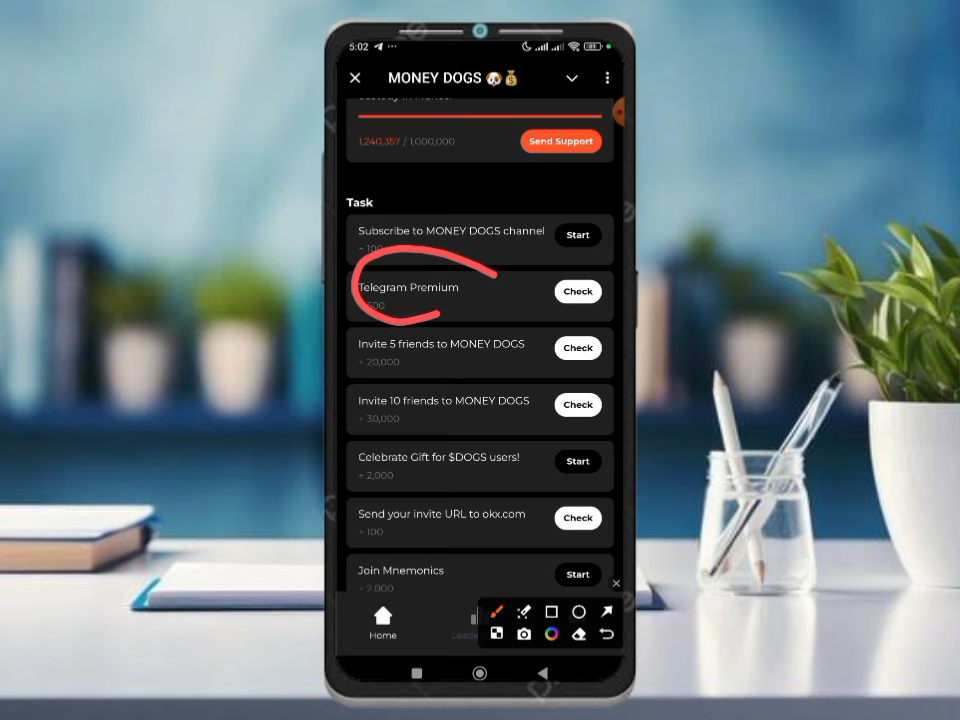 5:02
MONEY DOGS 🐶💰
1,240,357 / 1,000,000
Send Support
Task
Subscribe to MONEY DOGS channel
+ 100
Start
Telegram Premium
Check
Invite 5 friends to MONEY DOGS
+ 20,000
Check
Invite 10 friends to MONEY DOGS
+ 30,000
Check
Celebrate Gift for $DOGS users!
+ 2,000
Start
Send your invite URL to okx.com
+ 100
Check
Join Mnemonics
+ 2,000
Start
Home